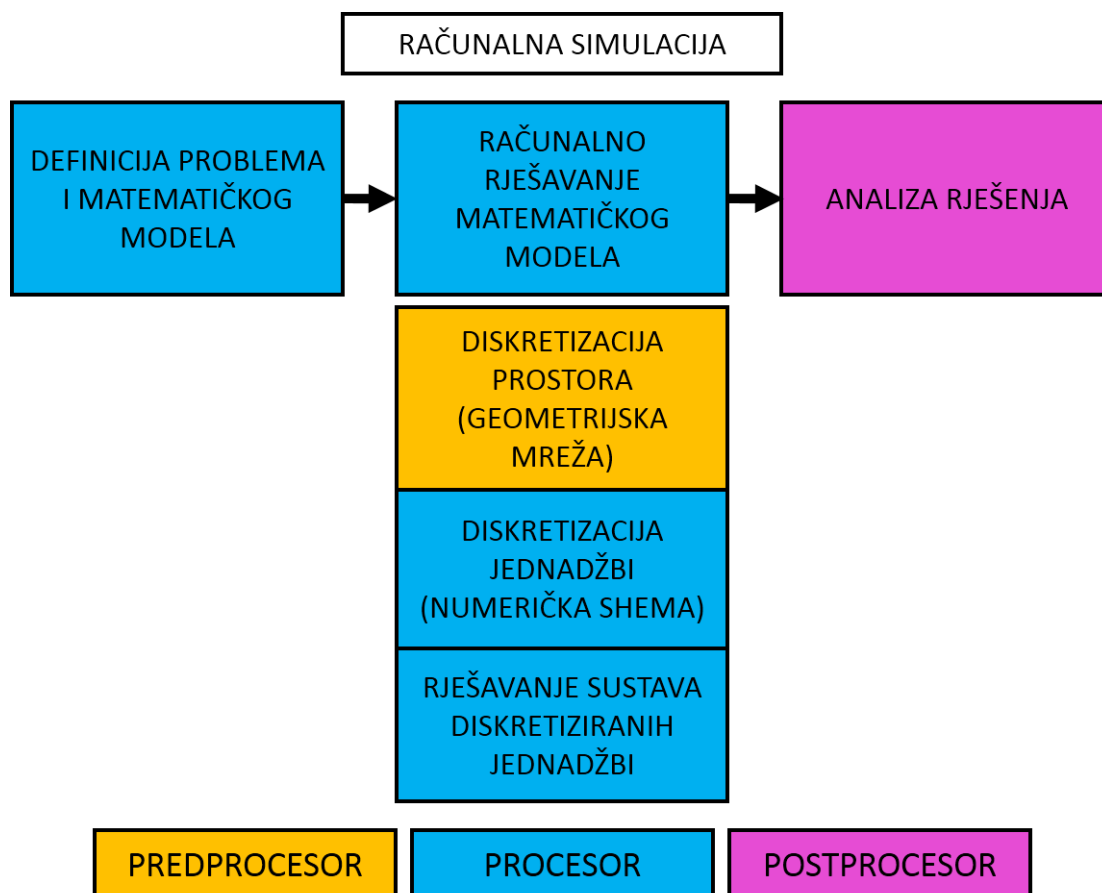 RAČUNALNA SIMULACIJA
DEFINICIJA PROBLEMA
I MATEMATIČKOG
MODELA
RAČUNALNO
RJEŠAVANJE
MATEMATIČKOG
MODELA
ANALIZA RJEŠENJA
DISKRETIZACIJA
PROSTORA
(GEOMETRIJSKA
MREŽA)
DISKRETIZACIJA
JEDNADŽBI
(NUMERIČKA SHEMA)
RJEŠAVANJE SUSTAVA
DISKRETIZIRANIH
JEDNADŽBI
PREDPROCESOR
PROCESOR
POSTPROCESOR